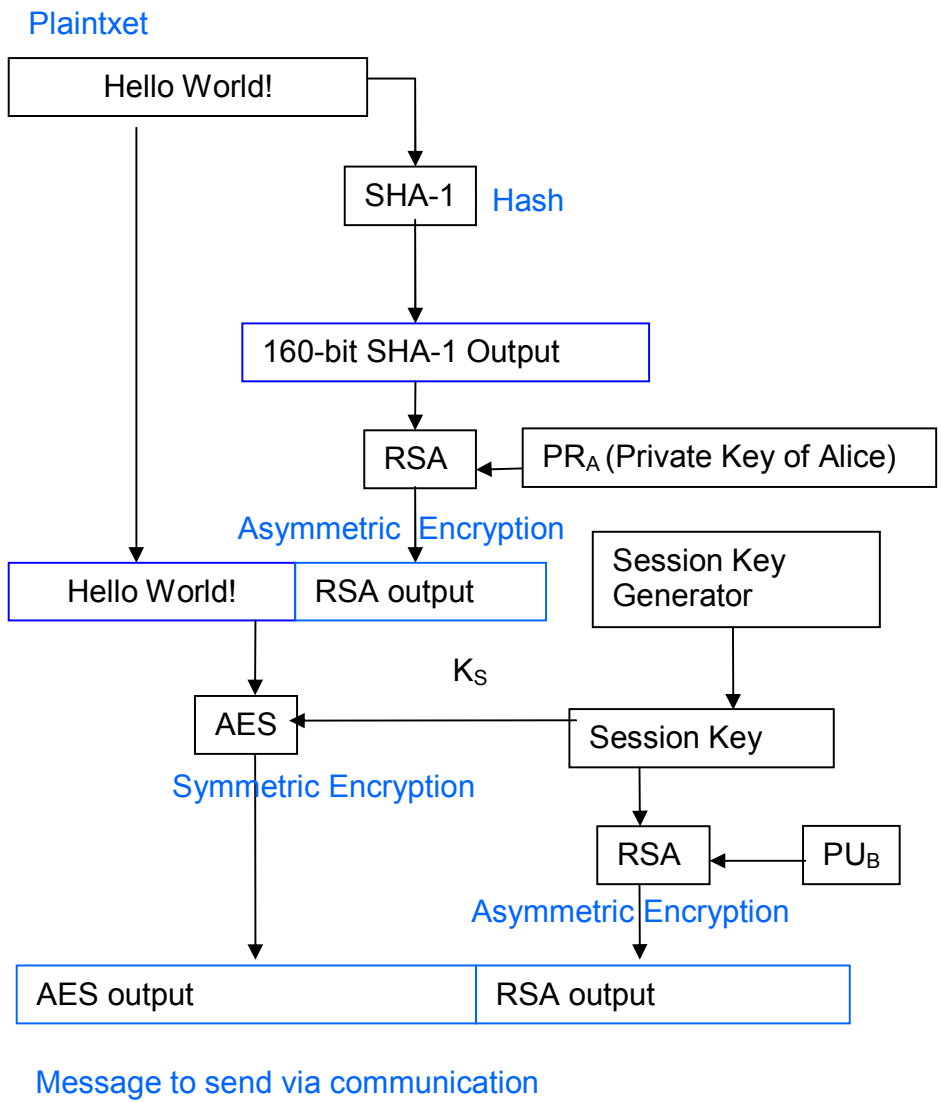 Plaintxet
Hello World!
SHA-1
Hash
160-bit SHA-1 Output
RSA
PRA (Private Key of Alice)
Asymmetric Encryption
Hello World!
RSA output
Session Key
Generator
KS
AES
Session Key
Symmetric Encryption
RSA
PUB
Asymmetric Encryption
AES output
RSA output
Message to send via communication